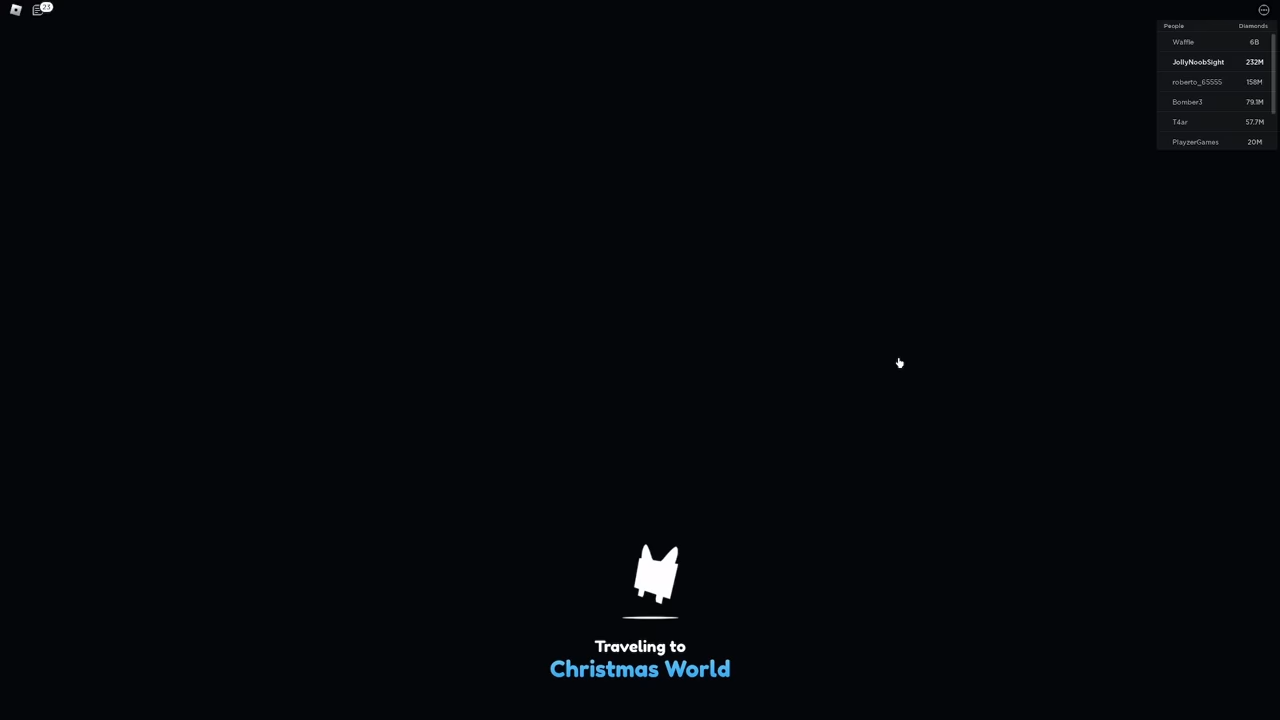 23
People Diamonds
Waffle 6B
JollyNoobSight 232M
roberto_65555 158M
Bomber3 79.1M
T4ar 57.7M
PlayzerGames 20M
Traveling to
Christmas World